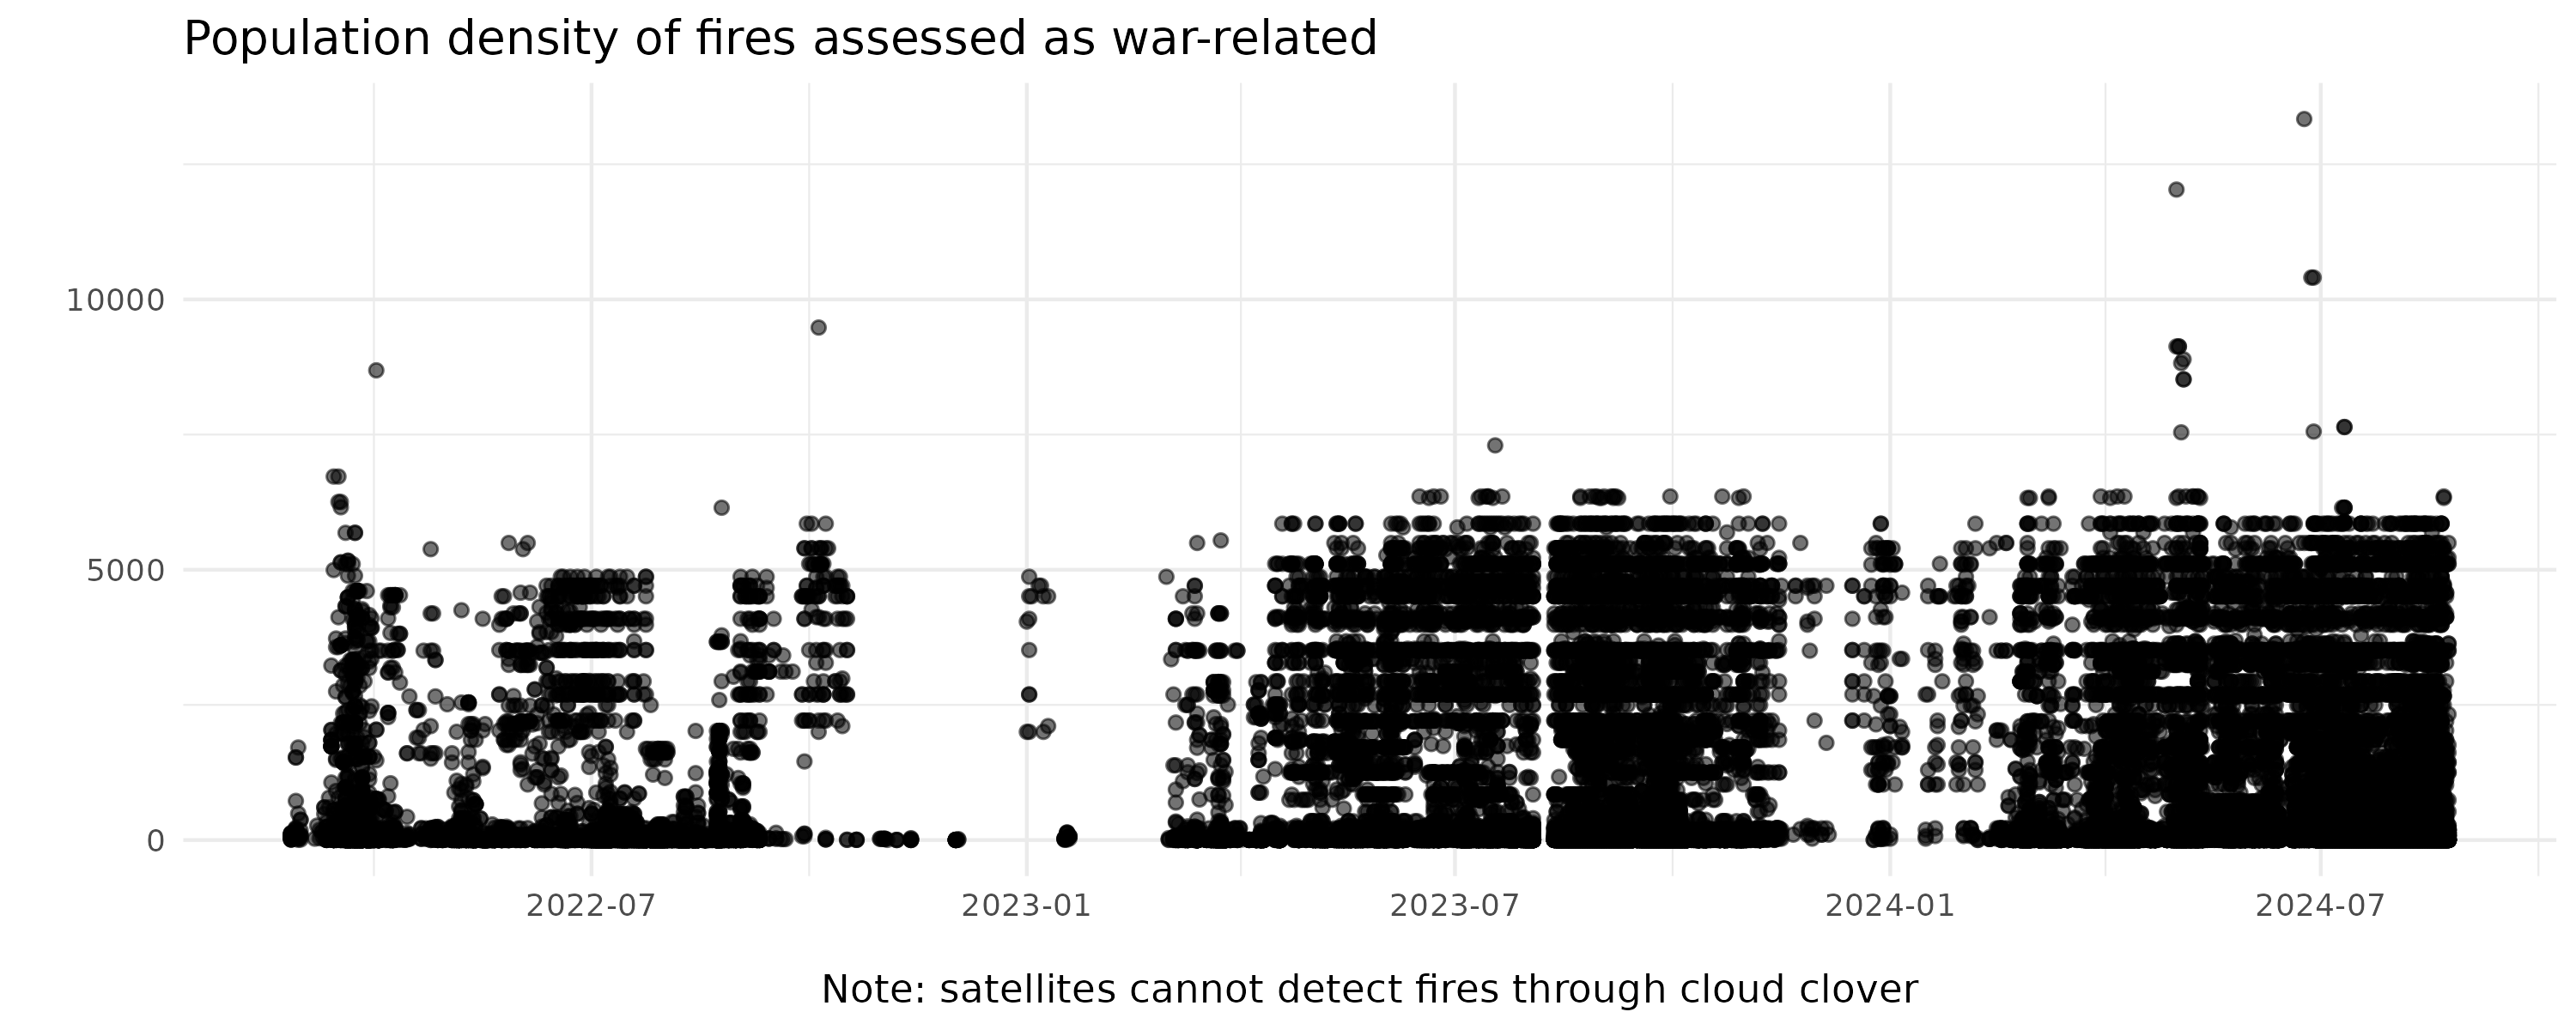 Population density of fires assessed as war-related
10000
5000
0
2022-07 2023-01 2023-07 2024-01 2024-07
Note: satellites cannot detect fires through cloud clover